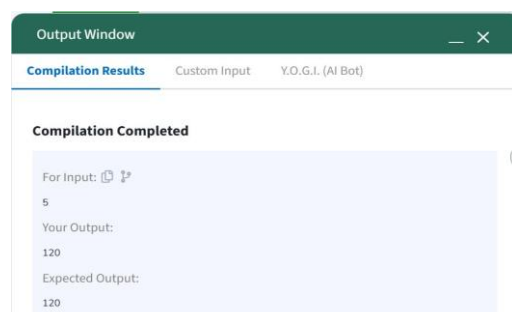 Output Window
Compilation Results Custom Input Y.O.G.I. (AI Bot)
Compilation Completed
For Input:
5
Your Output:
120
Expected Output:
120